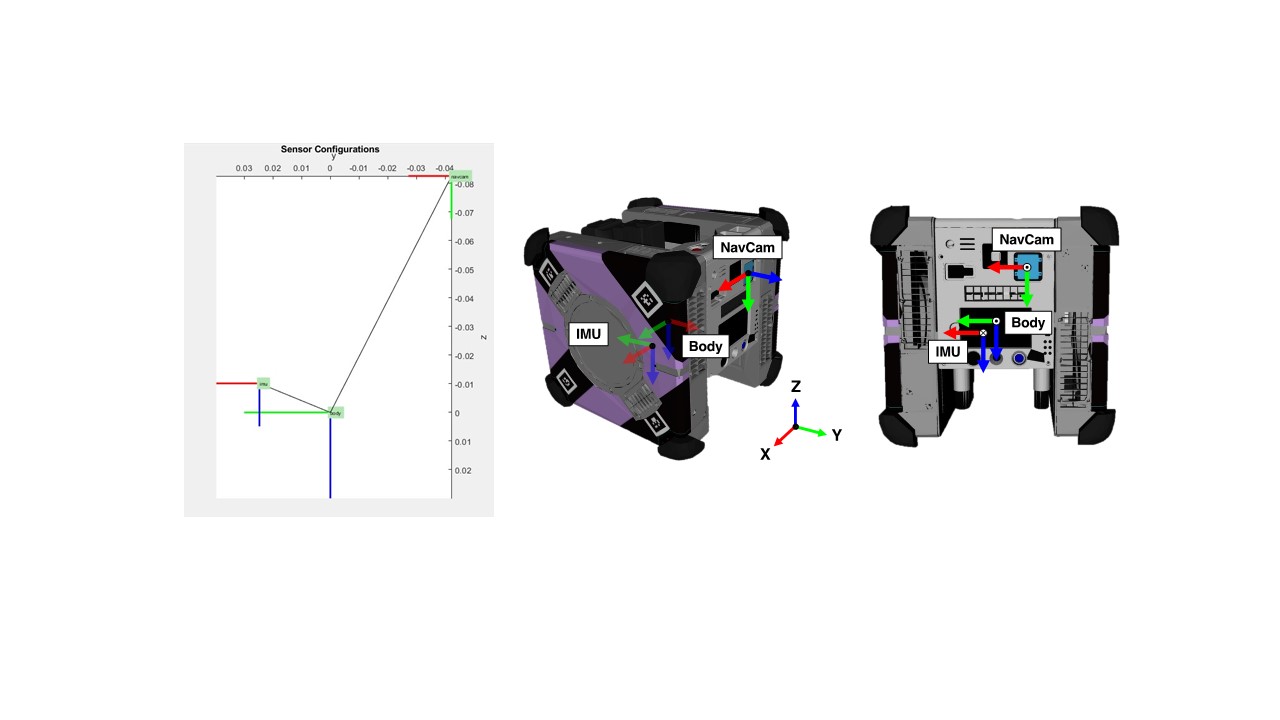 Sensor Configurations
y
0.03 0.02 0.01 0 -0.01 -0.02 -0.03 -0.04
navcam
-0.08
-0.07
-0.06
-0.05
-0.04
-0.03
z
-0.02
-0.01
imu
0
body
0.01
0.02
NavCam
IMU
Body
Z
Y
X
NavCam
Body
IMU